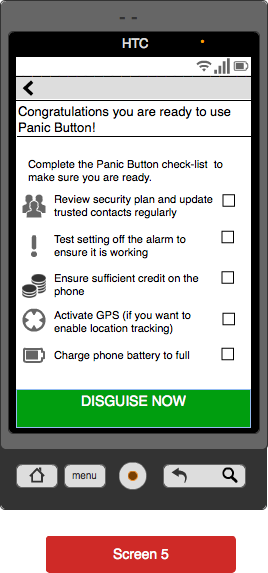 HTC
Congratulations you are ready to use
Panic Button!
Complete the Panic Button check-list to
make sure you are ready.
Review security plan and update
trusted contacts regularly
Test setting off the alarm to
ensure it is working
Ensure sufficient credit on the
phone
Activate GPS (if you want to
enable location tracking)
Charge phone battery to full
DISGUISE NOW
menu
Screen 5